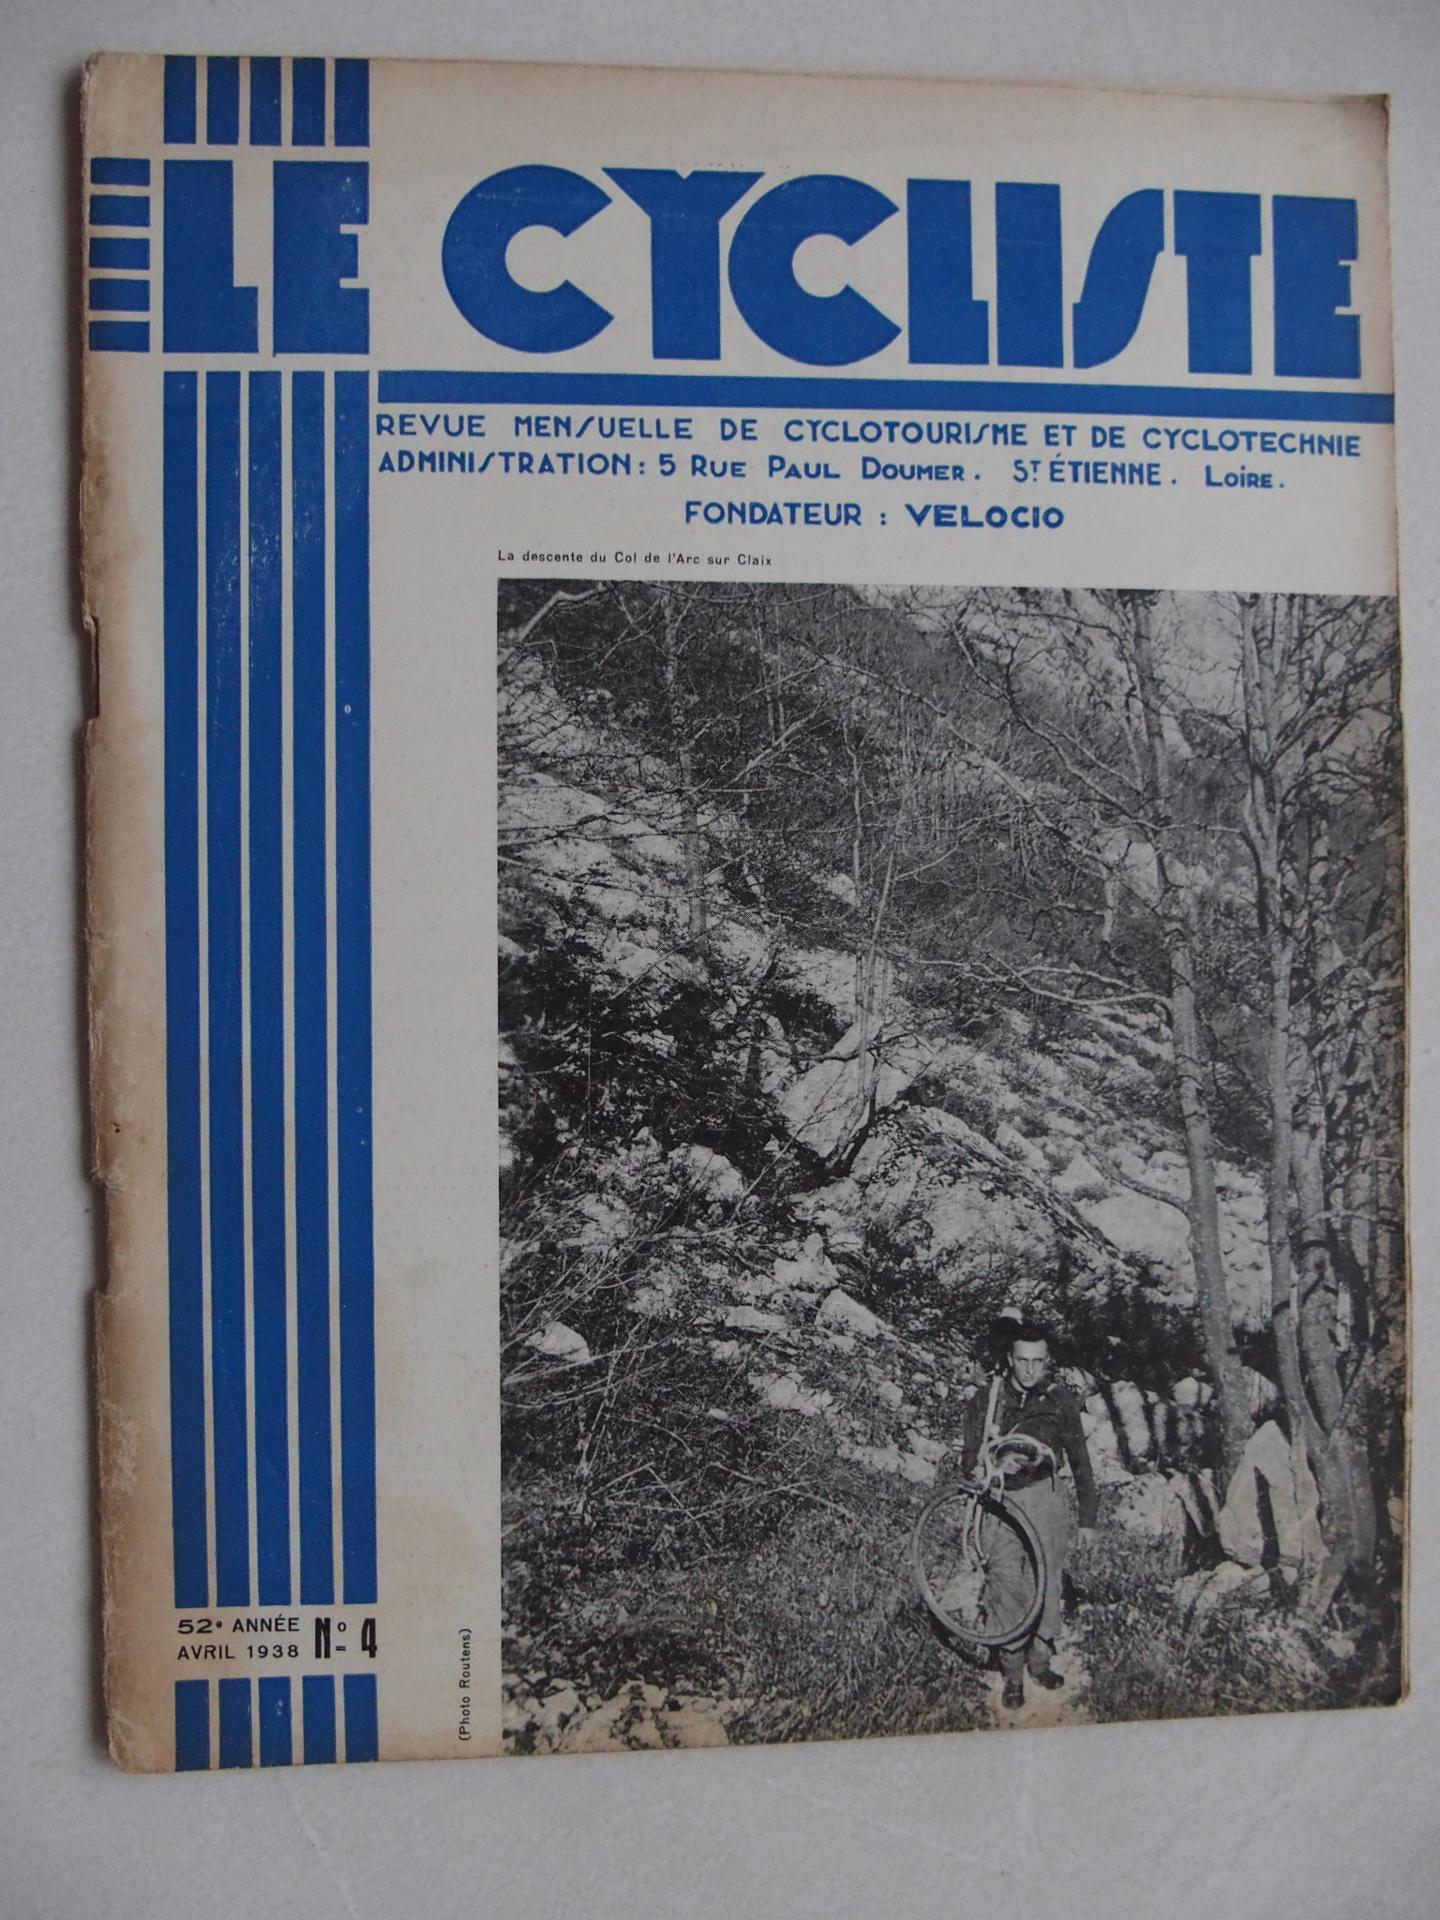 LE CYCLISTE
REVUE MENSUELLE DE CYCLOTOURISME ET DE CYCLOTECHNIE
ADMINISTRATION : 5 RUE PAUL DOUMER. ST ÉTIENNE. LOIRE.
FONDATEUR : VELOCIO
La descente du Col de l'Arc sur Claix
52e ANNÉE
AVRIL 1938 No 4
(Photo Routens)